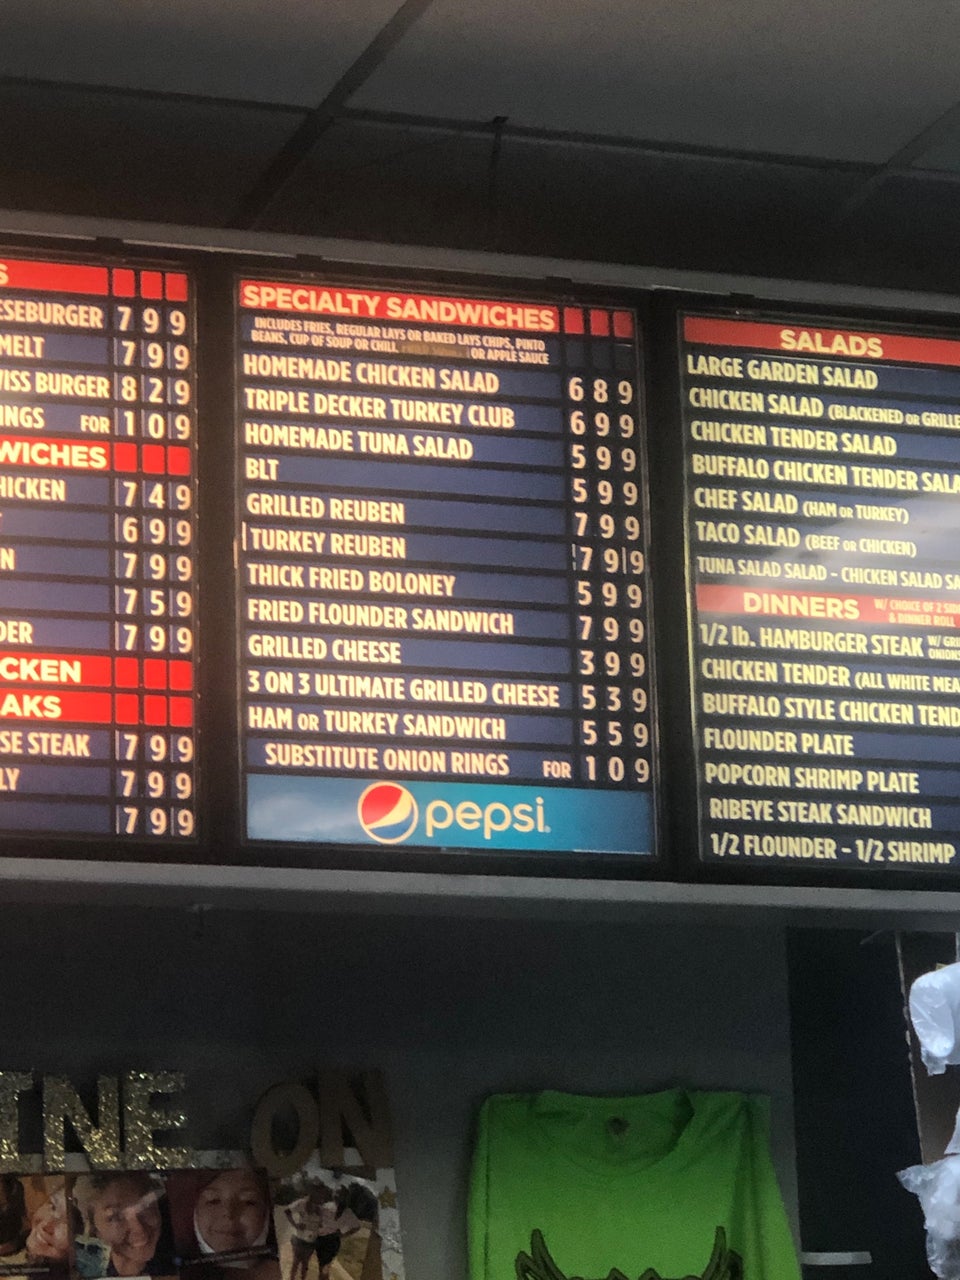 S
ESEBURGER 7 9 9
MELT 7 9 9
ISS BURGER 8 2 9
INGS FOR 1 0 9
WICHES
HICKEN 7 4 9
6 9 9
N 7 9 9
7 5 9
DER 7 9 9
CKEN
AKS
SE STEAK 7 9 9
LY 7 9 9
7 9 9
SPECIALTY SANDWICHES
INCLUDES FRIES, REGULAR LAYS OR BAKED LAYS CHIPS, PINTO
BEANS, CUP OF SOUP OR CHILI, OR APPLE SAUCE
HOMEMADE CHICKEN SALAD 6 8 9
TRIPLE DECKER TURKEY CLUB 6 9 9
HOMEMADE TUNA SALAD 5 9 9
BLT 5 9 9
GRILLED REUBEN 7 9 9
TURKEY REUBEN 7 9 9
THICK FRIED BOLONEY 5 9 9
FRIED FLOUNDER SANDWICH 7 9 9
GRILLED CHEESE 3 9 9
3 ON 3 ULTIMATE GRILLED CHEESE 5 3 9
HAM OR TURKEY SANDWICH 5 5 9
SUBSTITUTE ONION RINGS FOR 1 0 9
pepsi
SALADS
LARGE GARDEN SALAD
CHICKEN SALAD (BLACKENED OR GRILLE
CHICKEN TENDER SALAD
BUFFALO CHICKEN TENDER SALA
CHEF SALAD (HAM OR TURKEY)
TACO SALAD (BEEF OR CHICKEN)
TUNA SALAD SALAD - CHICKEN SALAD SA
DINNERS W/ CHOICE OF 2 SID
& DINNER ROLL
1/2 lb. HAMBURGER STEAK W/ GRI
ONIONS
CHICKEN TENDER (ALL WHITE MEA
BUFFALO STYLE CHICKEN TEND
FLOUNDER PLATE
POPCORN SHRIMP PLATE
RIBEYE STEAK SANDWICH
1/2 FLOUNDER - 1/2 SHRIMP
INE ON